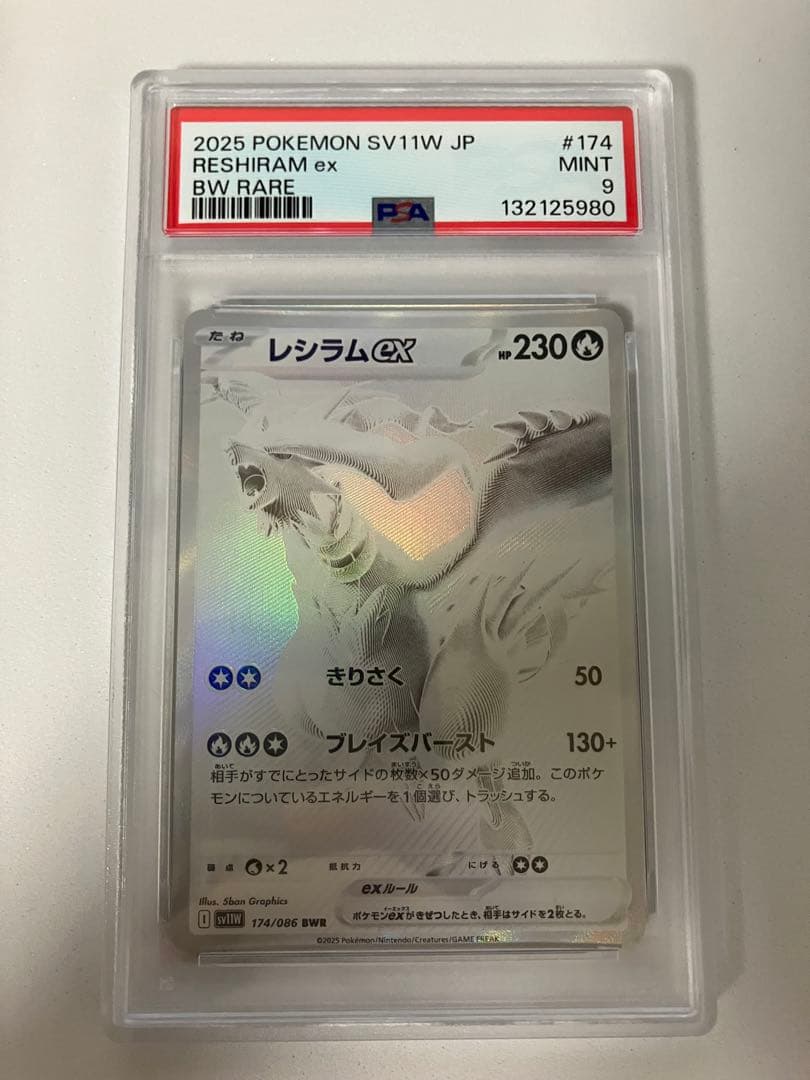 2025 POKEMON SV11W JP #174
RESHIRAM ex MINT
BW RARE 9
PSA 132125980
たね レシラムex HP 230
きりさく 50
ブレイズバースト 130+
相手がすでにとったサイドの枚数×50ダメージ追加。このポケ
モンについているエネルギーを1個選び、トラッシュする。
弱点 ×2 抵抗力 にげる
exルール
ポケモンexがきぜつしたとき、相手はサイドを2枚とる。
Illus. 5ban Graphics
I sv11W 174/086 BWR
©2025 Pokémon/Nintendo/Creatures/GAME FREAK